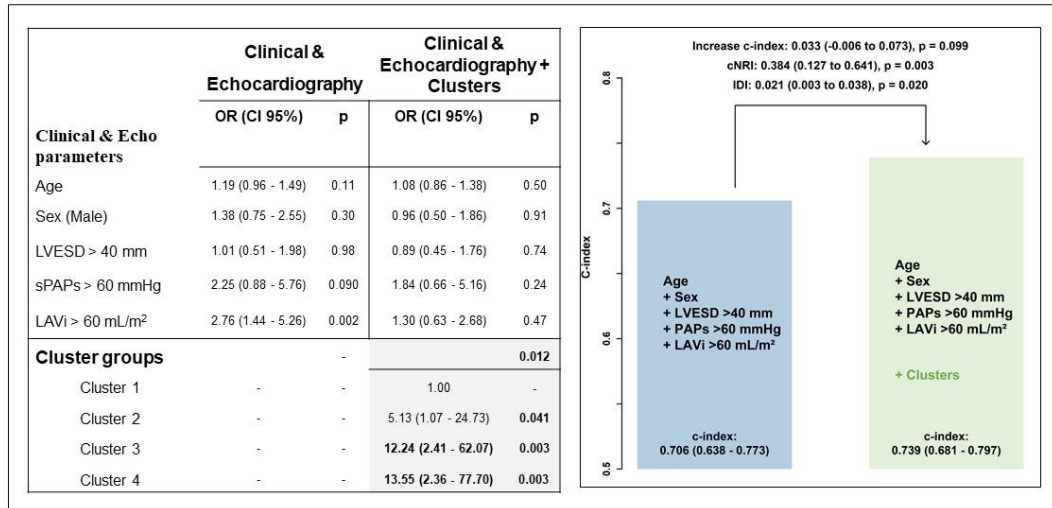 Clinical & Echocardiography
Clinical & Echocardiography + Clusters
Clinical & Echo parameters
OR (CI 95%) p OR (CI 95%) p
Age 1.19 (0.96 - 1.49) 0.11 1.08 (0.86 - 1.38) 0.50
Sex (Male) 1.38 (0.75 - 2.55) 0.30 0.96 (0.50 - 1.86) 0.91
LVESD > 40 mm 1.01 (0.51 - 1.98) 0.98 0.89 (0.45 - 1.76) 0.74
sPAPs > 60 mmHg 2.25 (0.88 - 5.76) 0.090 1.84 (0.66 - 5.16) 0.24
LAVi > 60 mL/m² 2.76 (1.44 - 5.26) 0.002 1.30 (0.63 - 2.68) 0.47
Cluster groups - 0.012
Cluster 1 - - 1.00 -
Cluster 2 - - 5.13 (1.07 - 24.73) 0.041
Cluster 3 - - 12.24 (2.41 - 62.07) 0.003
Cluster 4 - - 13.55 (2.36 - 77.70) 0.003
Increase c-index: 0.033 (-0.006 to 0.073), p = 0.099
cNRI: 0.384 (0.127 to 0.641), p = 0.003
IDI: 0.021 (0.003 to 0.038), p = 0.020
C-index
0.8
0.7
0.6
0.5
Age
+ Sex
+ LVESD >40 mm
+ PAPs >60 mmHg
+ LAVi >60 mL/m²
c-index:
0.706 (0.638 - 0.773)
Age
+ Sex
+ LVESD >40 mm
+ PAPs >60 mmHg
+ LAVi >60 mL/m²
+ Clusters
c-index:
0.739 (0.681 - 0.797)